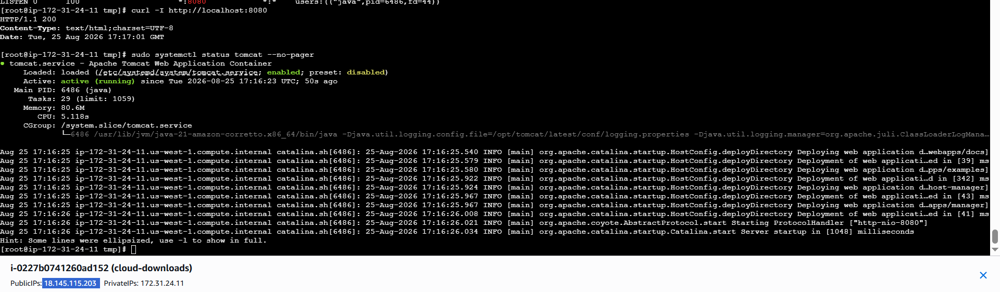 LISTEN 0      100                      *:8080            *:*    users:(("java",pid=6486,fd=44))
[root@ip-172-31-24-11 tmp]# curl -I http://localhost:8080
HTTP/1.1 200
Content-Type: text/html;charset=UTF-8
Date: Tue, 25 Aug 2026 17:17:01 GMT
[root@ip-172-31-24-11 tmp]# sudo systemctl status tomcat --no-pager
● tomcat.service - Apache Tomcat Web Application Container
     Loaded: loaded (/etc/systemd/system/tomcat.service; enabled; preset: disabled)
     Active: active (running) since Tue 2026-08-25 17:16:23 UTC; 50s ago
   Main PID: 6486 (java)
      Tasks: 29 (limit: 1059)
     Memory: 80.6M
        CPU: 5.118s
     CGroup: /system.slice/tomcat.service
             └─6486 /usr/lib/jvm/java-21-amazon-corretto.x86_64/bin/java -Djava.util.logging.config.file=/opt/tomcat/latest/conf/logging.properties -Djava.util.logging.manager=org.apache.juli.ClassLoaderLogMana…
Aug 25 17:16:25 ip-172-31-24-11.us-west-1.compute.internal catalina.sh[6486]: 25-Aug-2026 17:16:25.540 INFO [main] org.apache.catalina.startup.HostConfig.deployDirectory Deploying web application d…webapps/docs]
Aug 25 17:16:25 ip-172-31-24-11.us-west-1.compute.internal catalina.sh[6486]: 25-Aug-2026 17:16:25.579 INFO [main] org.apache.catalina.startup.HostConfig.deployDirectory Deployment of web applicati…ed in [39] ms
Aug 25 17:16:25 ip-172-31-24-11.us-west-1.compute.internal catalina.sh[6486]: 25-Aug-2026 17:16:25.580 INFO [main] org.apache.catalina.startup.HostConfig.deployDirectory Deploying web application d…pps/examples]
Aug 25 17:16:25 ip-172-31-24-11.us-west-1.compute.internal catalina.sh[6486]: 25-Aug-2026 17:16:25.922 INFO [main] org.apache.catalina.startup.HostConfig.deployDirectory Deployment of web applicati…d in [342] ms
Aug 25 17:16:25 ip-172-31-24-11.us-west-1.compute.internal catalina.sh[6486]: 25-Aug-2026 17:16:25.924 INFO [main] org.apache.catalina.startup.HostConfig.deployDirectory Deploying web application d…host-manager]
Aug 25 17:16:25 ip-172-31-24-11.us-west-1.compute.internal catalina.sh[6486]: 25-Aug-2026 17:16:25.967 INFO [main] org.apache.catalina.startup.HostConfig.deployDirectory Deployment of web applicati…ed in [43] ms
Aug 25 17:16:25 ip-172-31-24-11.us-west-1.compute.internal catalina.sh[6486]: 25-Aug-2026 17:16:25.967 INFO [main] org.apache.catalina.startup.HostConfig.deployDirectory Deploying web application d…apps/manager]
Aug 25 17:16:26 ip-172-31-24-11.us-west-1.compute.internal catalina.sh[6486]: 25-Aug-2026 17:16:26.008 INFO [main] org.apache.catalina.startup.HostConfig.deployDirectory Deployment of web applicati…ed in [41] ms
Aug 25 17:16:26 ip-172-31-24-11.us-west-1.compute.internal catalina.sh[6486]: 25-Aug-2026 17:16:26.021 INFO [main] org.apache.coyote.AbstractProtocol.start Starting ProtocolHandler ["http-nio-8080"]
Aug 25 17:16:26 ip-172-31-24-11.us-west-1.compute.internal catalina.sh[6486]: 25-Aug-2026 17:16:26.034 INFO [main] org.apache.catalina.startup.Catalina.start Server startup in [1048] milliseconds
Hint: Some lines were ellipsized, use -l to show in full.
[root@ip-172-31-24-11 tmp]#
i-0227b0741260ad152 (cloud-downloads)
PublicIPs: 18.145.115.203 PrivateIPs: 172.31.24.11